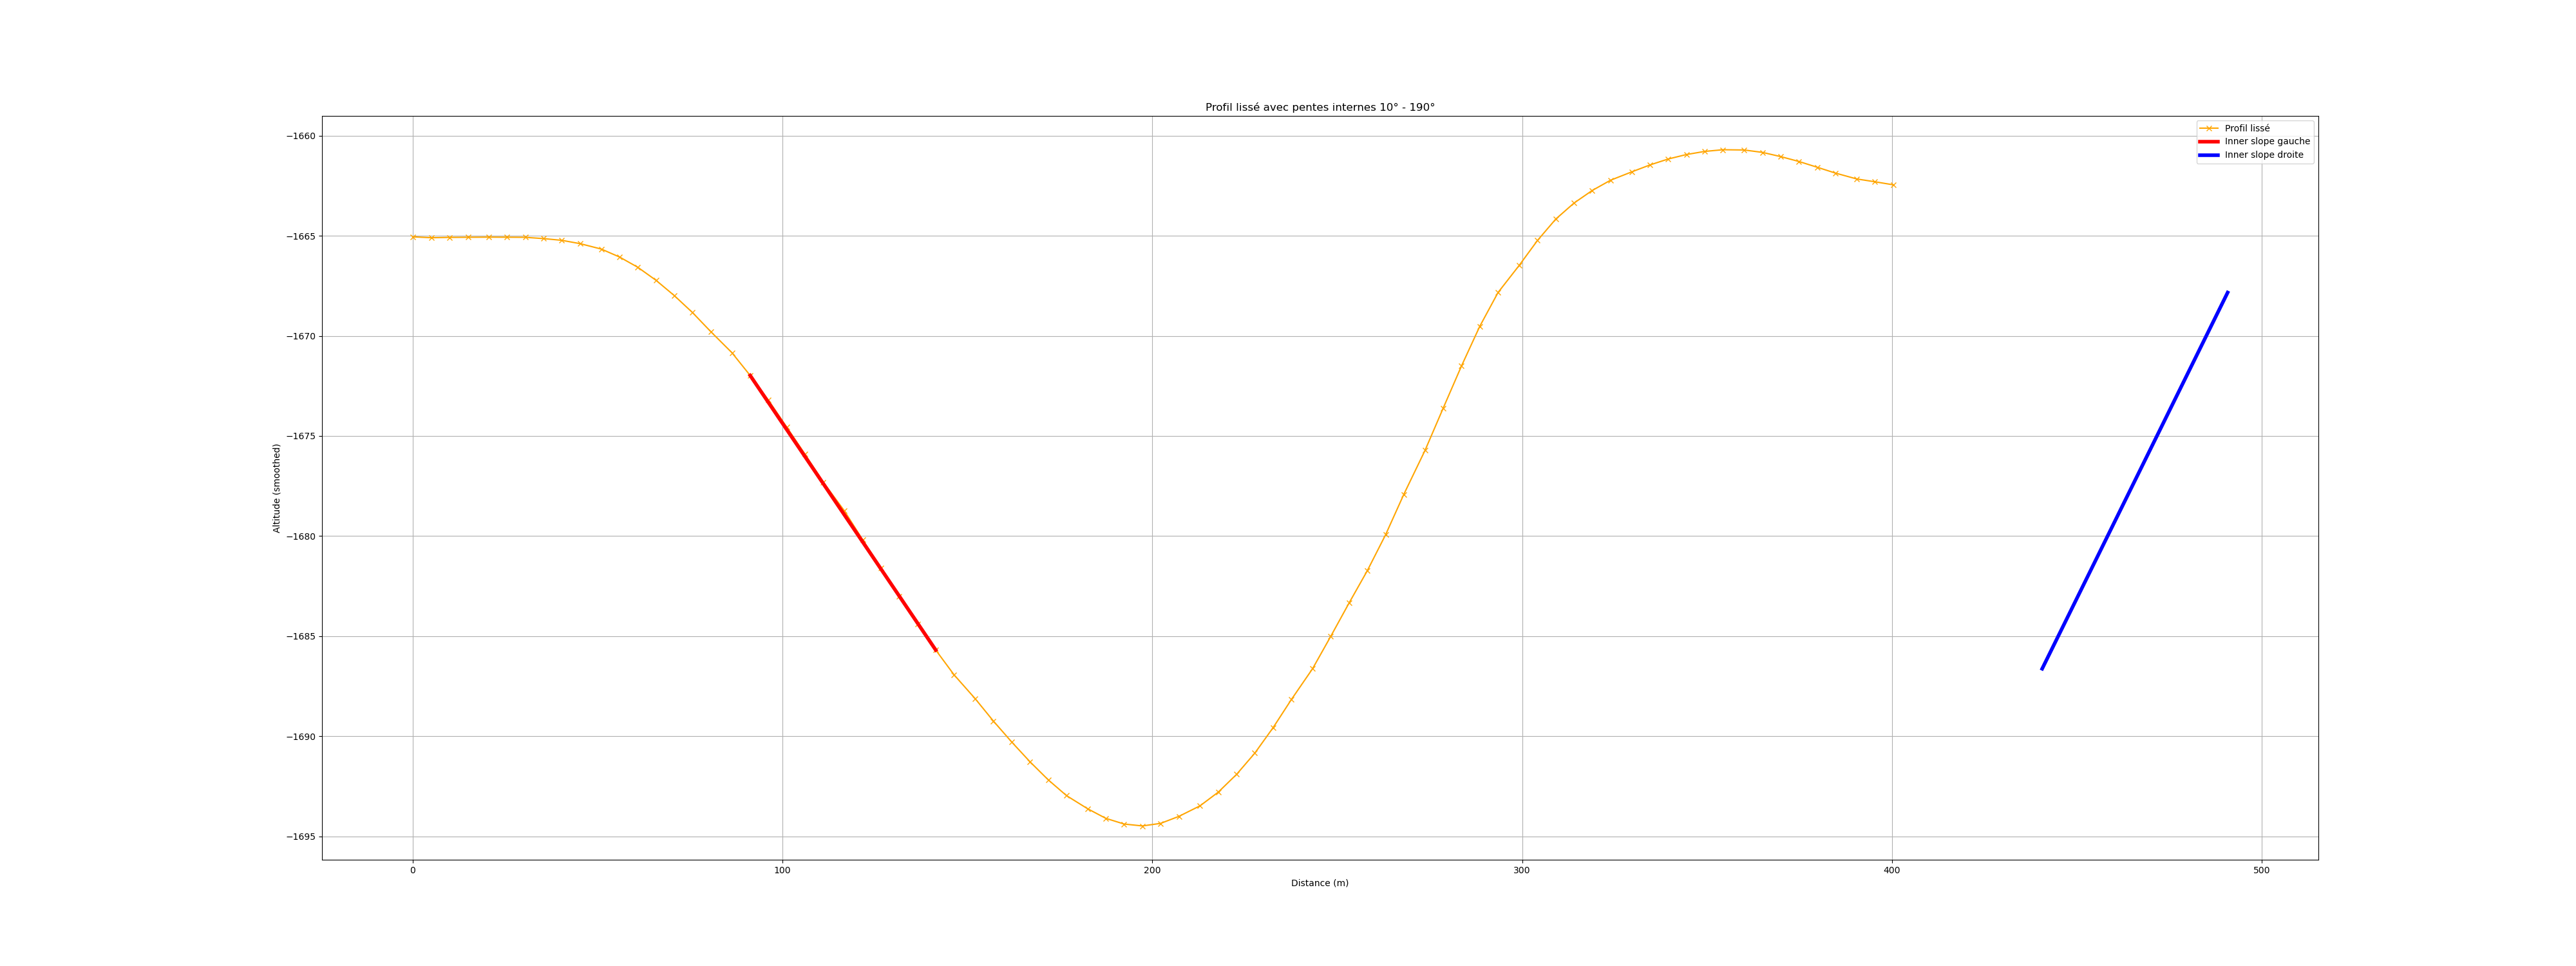 Profil lissé avec pentes internes 10° - 190°
Profil lissé
Inner slope gauche
Inner slope droite
Altitude (smoothed)
−1660
−1665
−1670
−1675
−1680
−1685
−1690
−1695
0 100 200 300 400 500
Distance (m)